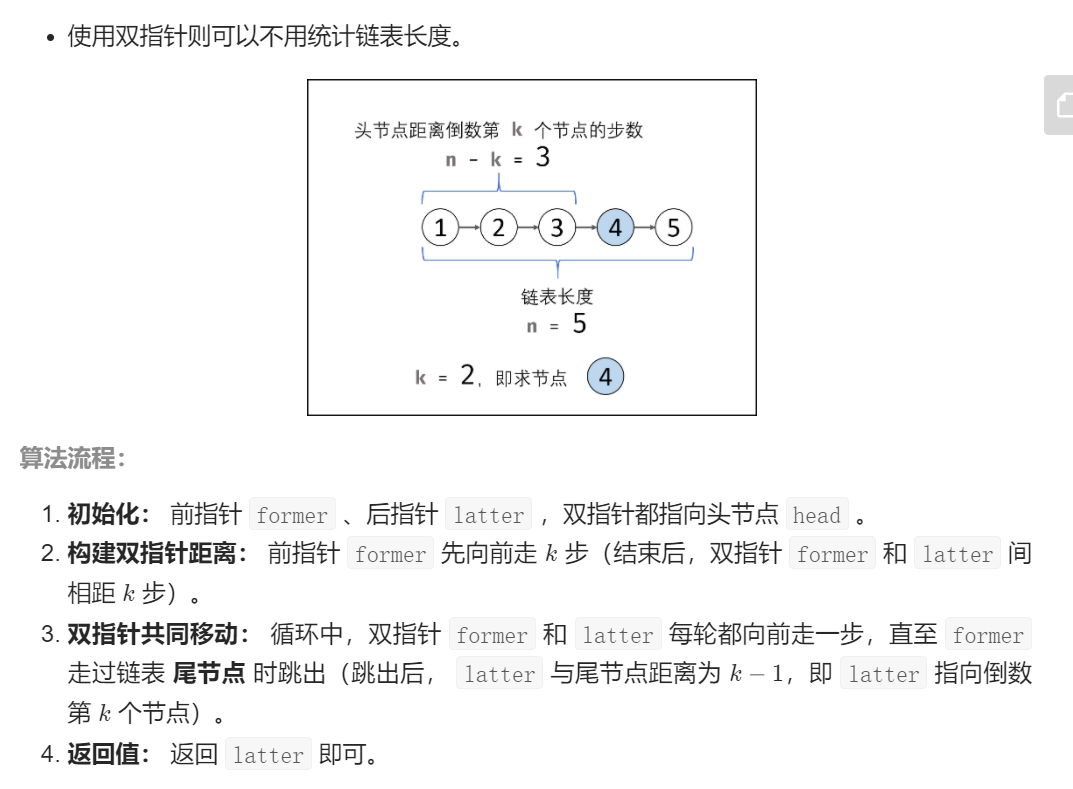 使用双指针则可以不用统计链表长度。
头节点距离倒数第 k 个节点的步数
n - k = 3
1 2 3 4 5
链表长度
n = 5
k = 2, 即求节点 4
算法流程：
1. 初始化： 前指针 former 、后指针 latter ，双指针都指向头节点 head 。
2. 构建双指针距离： 前指针 former 先向前走 k 步（结束后，双指针 former 和 latter 间
相距 k 步）。
3. 双指针共同移动： 循环中，双指针 former 和 latter 每轮都向前走一步，直至 former
走过链表 尾节点 时跳出（跳出后， latter 与尾节点距离为 k − 1，即 latter 指向倒数
第 k 个节点）。
4. 返回值： 返回 latter 即可。